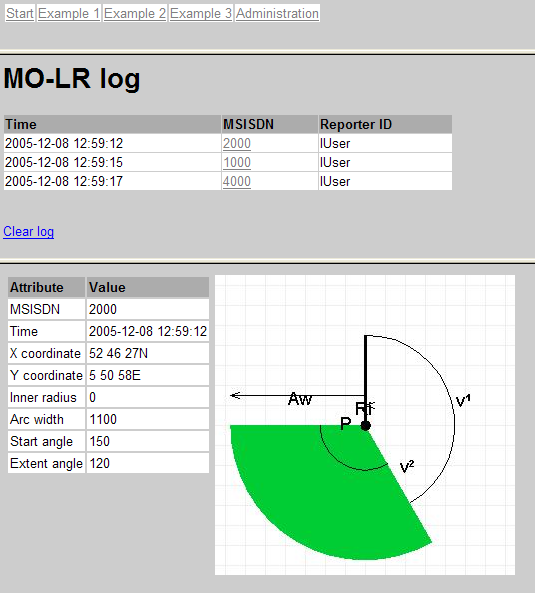 Start Example 1 Example 2 Example 3 Administration
MO-LR log
Time MSISDN Reporter ID
2005-12-08 12:59:12 2000 IUser
2005-12-08 12:59:15 1000 IUser
2005-12-08 12:59:17 4000 IUser
Clear log
Attribute Value
MSISDN 2000
Time 2005-12-08 12:59:12
X coordinate 52 46 27N
Y coordinate 5 50 58E
Inner radius 0
Arc width 1100
Start angle 150
Extent angle 120
Aw
V¹
P
V²